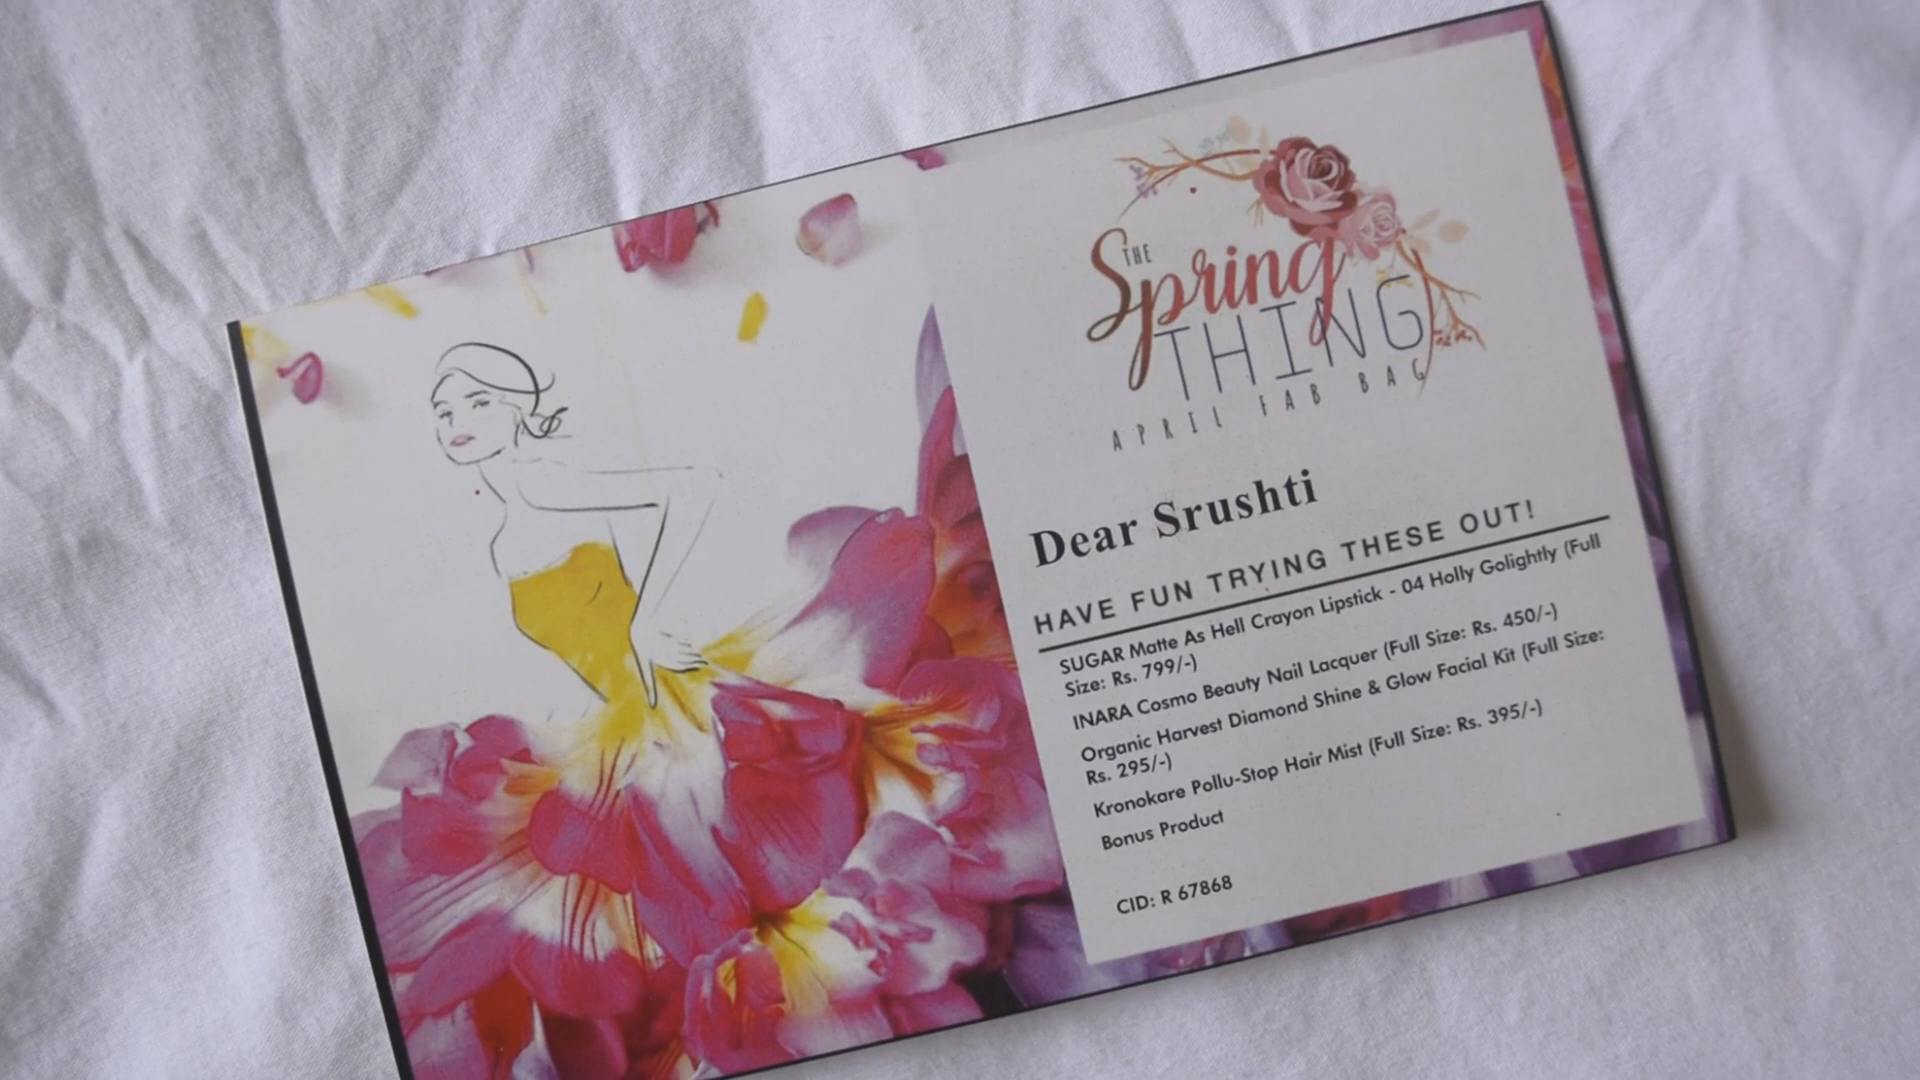 THE
Spring
THING
APRIL FAB BAG
Dear Srushti
HAVE FUN TRYING THESE OUT!
SUGAR Matte As Hell Crayon Lipstick - 04 Holly Golightly (Full
Size: Rs. 799/-)
INARA Cosmo Beauty Nail Lacquer (Full Size: Rs. 450/-)
Organic Harvest Diamond Shine & Glow Facial Kit (Full Size:
Rs. 295/-)
Kronokare Pollu-Stop Hair Mist (Full Size: Rs. 395/-)
Bonus Product
CID: R 67868